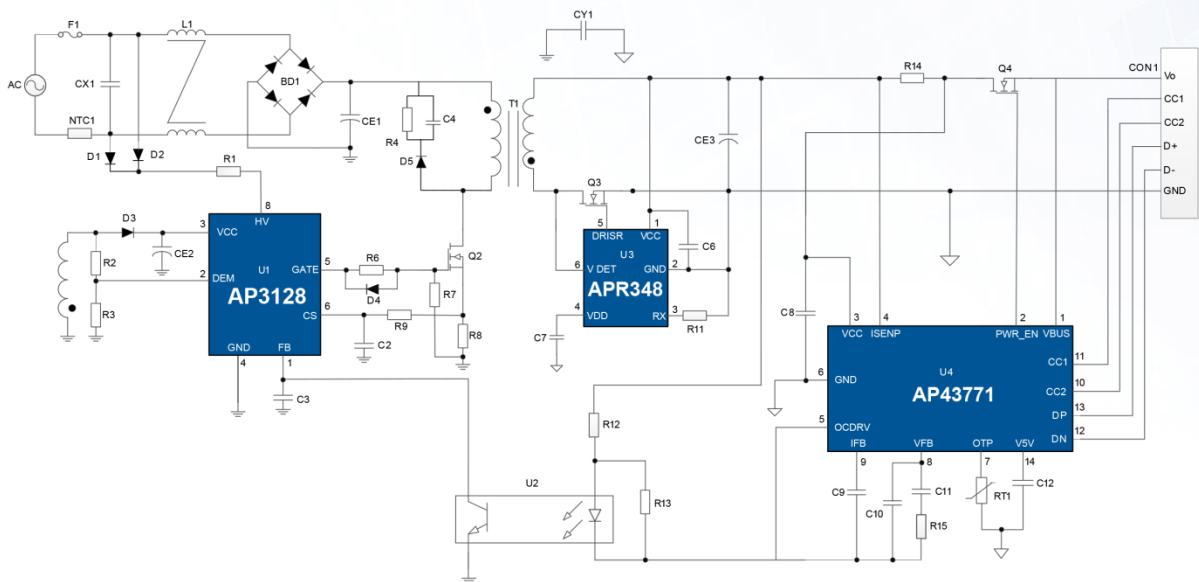 CY1
F1
L1
AC
CX1
BD1
NTC1
D1
D2
R1
CE1
R4
C4
D5
T1
CE3
R14
Q4
CON1
Vo
CC1
CC2
D+
D-
GND
Q3
5
DRISR
1
VCC
U3
APR348
6
V DET
GND
2
C6
4
VDD
RX
3
R11
C7
D3
CE2
R2
R3
8
HV
3
VCC
U1
AP3128
2
DEM
GATE
5
CS
6
GND
4
FB
1
R6
D4
R7
Q2
R9
R8
C2
C3
C8
3
VCC
4
ISENP
2
PWR_EN
1
VBUS
U4
AP43771
6
GND
5
OCDRV
CC1
11
CC2
10
DP
13
DN
12
IFB
9
VFB
8
OTP
7
V5V
14
R12
R13
U2
C9
C10
C11
R15
RT1
C12